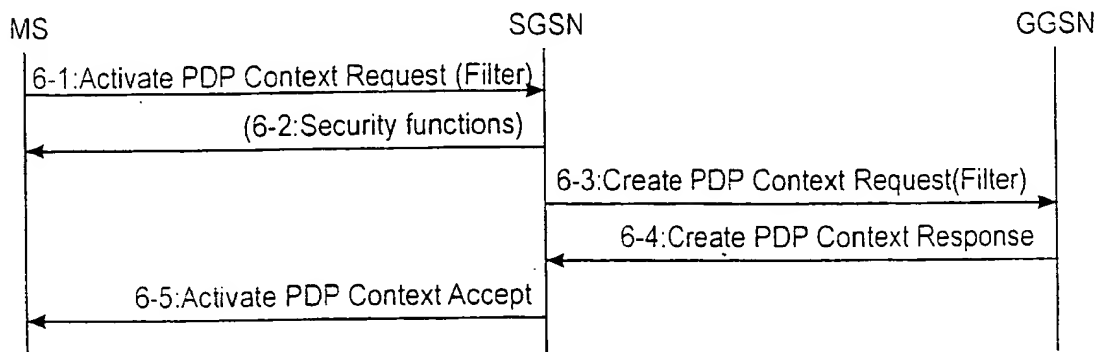 MS SGSN GGSN
6-1:Activate PDP Context Request (Filter)
(6-2:Security functions)
6-3:Create PDP Context Request(Filter)
6-4:Create PDP Context Response
6-5:Activate PDP Context Accept